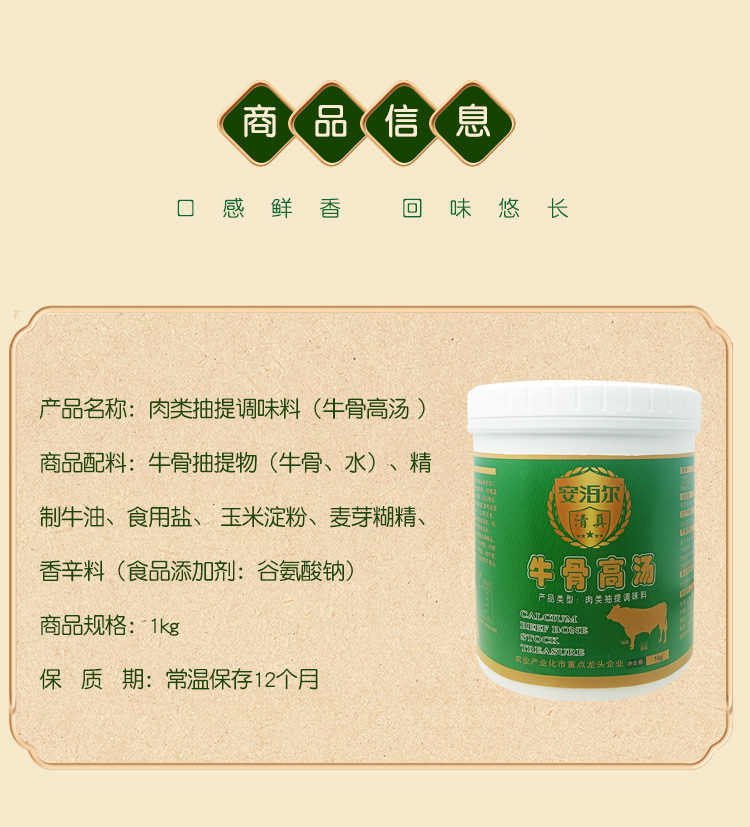 商品信息
口感鲜香 回味悠长
产品名称：肉类抽提调味料（牛骨高汤 ）
商品配料：牛骨抽提物（牛骨、水）、精
制牛油、食用盐、 玉米淀粉、麦芽糊精、
香辛料（食品添加剂：谷氨酸钠）
商品规格：1kg
保 质 期：常温保存12个月
安泊尔
清真
牛骨高汤
产品类型：肉类抽提调味料
CALCIUM
BEEF BONE
STOCK
TREASURE
农业产业化市重点龙头企业
净含量：1kg